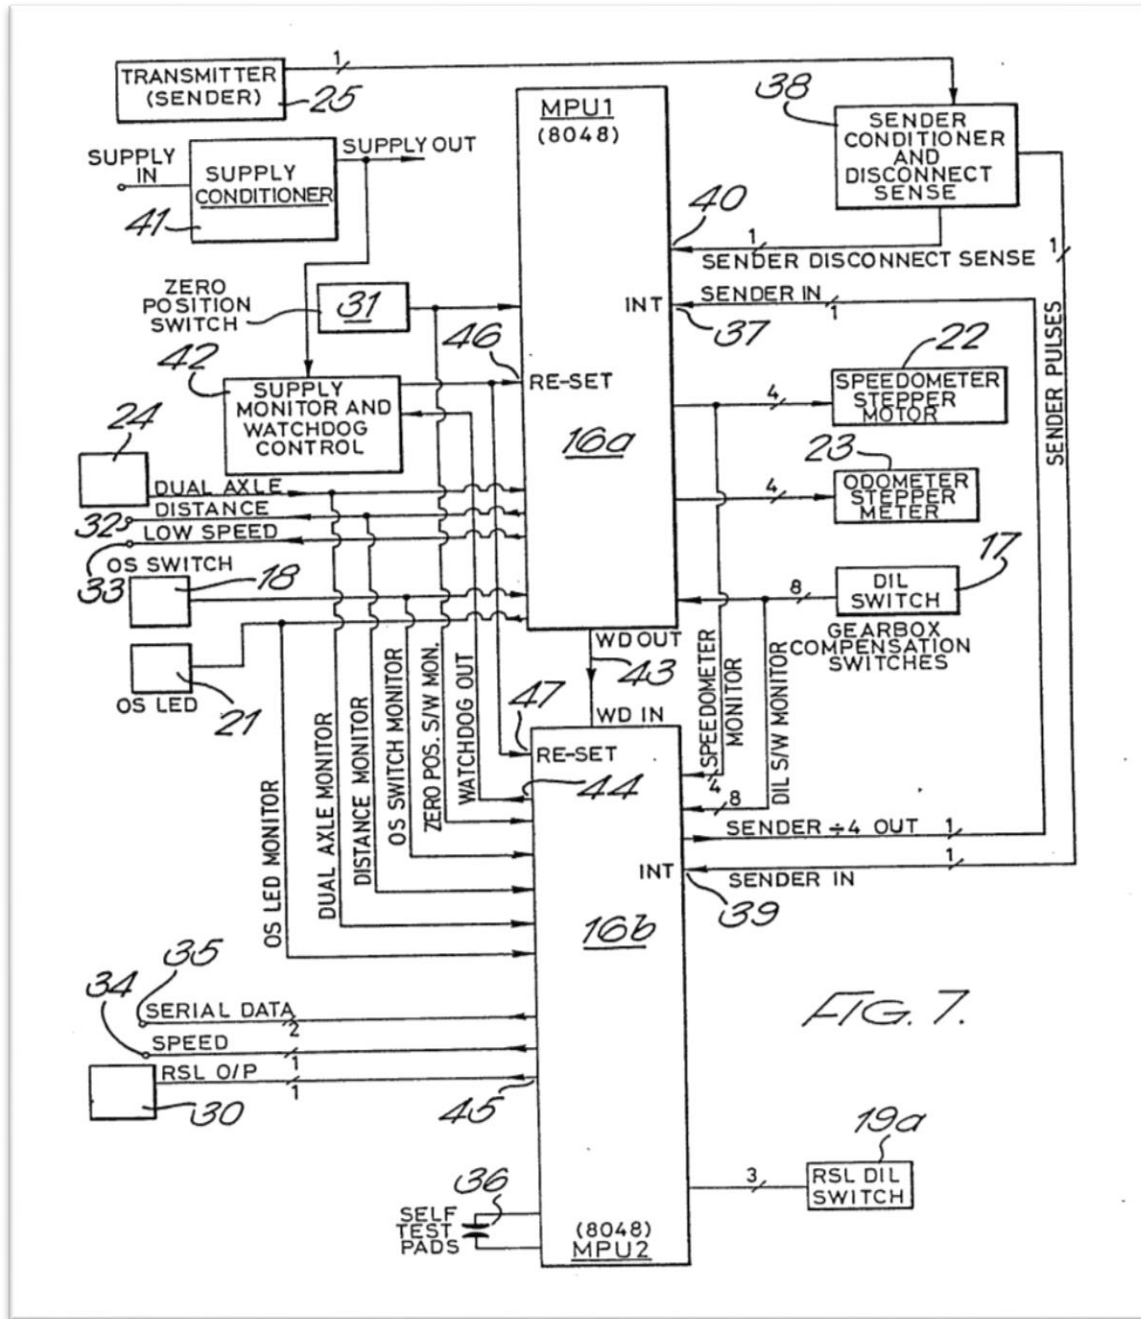 TRANSMITTER
(SENDER)
25
1
MPU1
(8048)
38
SENDER
CONDITIONER
AND
DISCONNECT
SENSE
SUPPLY
IN
SUPPLY
CONDITIONER
41
SUPPLY OUT
40
1
SENDER DISCONNECT SENSE
1
ZERO
POSITION
SWITCH
31
INT
SENDER IN
1
37
SENDER PULSES
46
RE-SET
42
SUPPLY
MONITOR AND
WATCHDOG
CONTROL
22
SPEEDOMETER
STEPPER
MOTOR
4
16a
24
23
ODOMETER
STEPPER
METER
4
DUAL AXLE
DISTANCE
32
LOW SPEED
33
OS SWITCH
18
17
DIL
SWITCH
8
GEARBOX
COMPENSATION
SWITCHES
OS LED
21
WD OUT
43
WD IN
47
RE-SET
44
SPEEDOMETER
MONITOR
DIL S/W MONITOR
4
8
OS LED MONITOR
DUAL AXLE MONITOR
DISTANCE MONITOR
OS SWITCH MONITOR
ZERO POS. S/W MON.
WATCHDOG OUT
SENDER ÷4 OUT
1
INT
SENDER IN
1
39
16b
35
34
SERIAL DATA
2
SPEED
1
RSL O/P
1
30
45
FIG. 7.
19a
RSL DIL
SWITCH
3
36
SELF
TEST
PADS
(8048)
MPU2